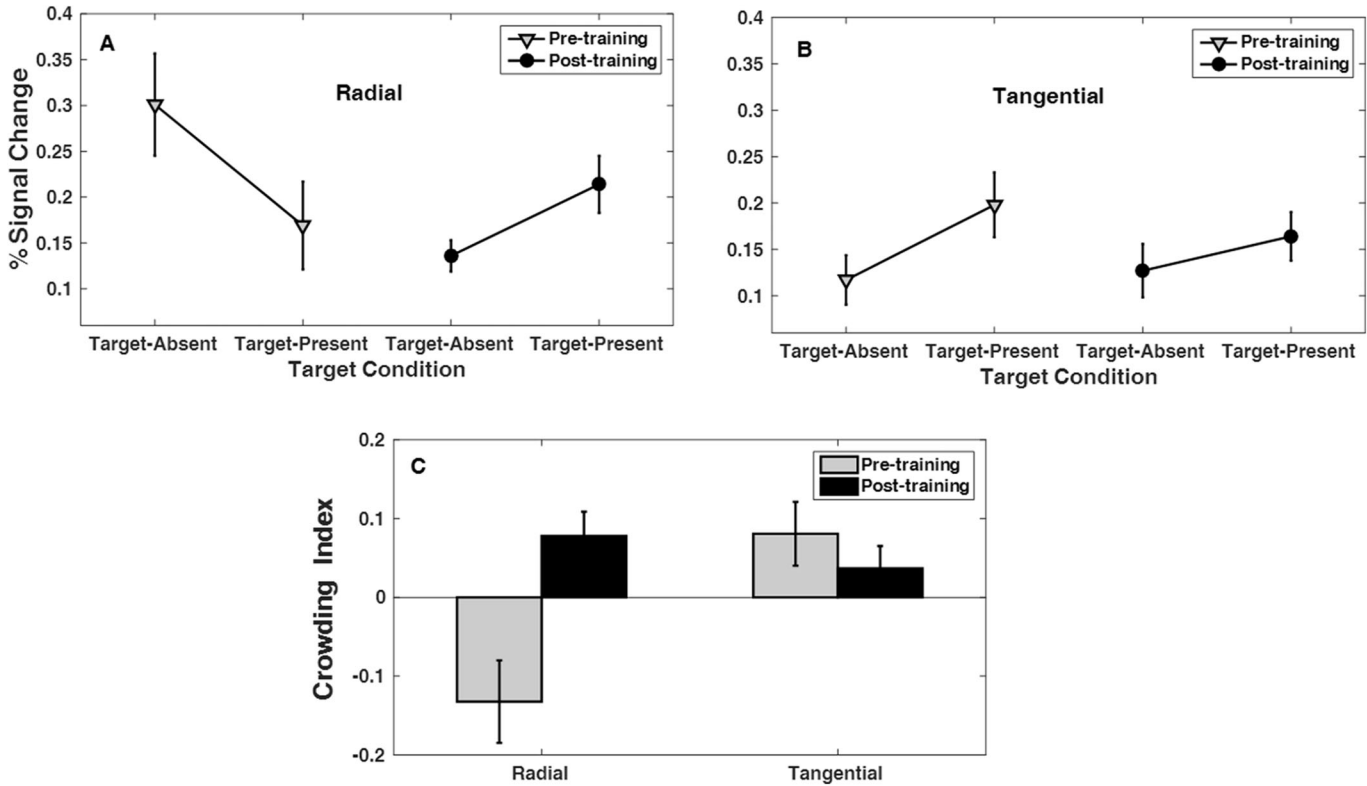 A
Radial
Pre-training
Post-training
% Signal Change
0.4
0.35
0.3
0.25
0.2
0.15
0.1
Target-Absent Target-Present Target-Absent Target-Present
Target Condition
B
Tangential
Pre-training
Post-training
0.4
0.35
0.3
0.25
0.2
0.15
0.1
Target-Absent Target-Present Target-Absent Target-Present
Target Condition
C
Pre-training
Post-training
Crowding Index
0.2
0.1
0
-0.1
-0.2
Radial Tangential